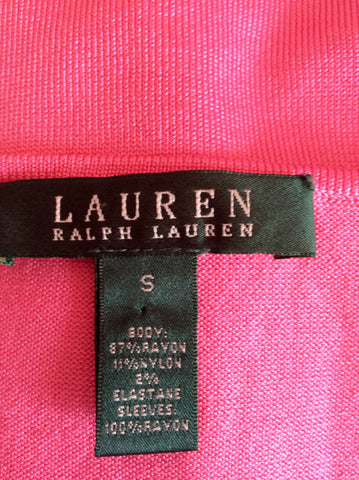 LAUREN
RALPH LAUREN
S
BODY:
87%RAYON
11%NYLON
2%
ELASTANE
SLEEVES:
100%RAYON